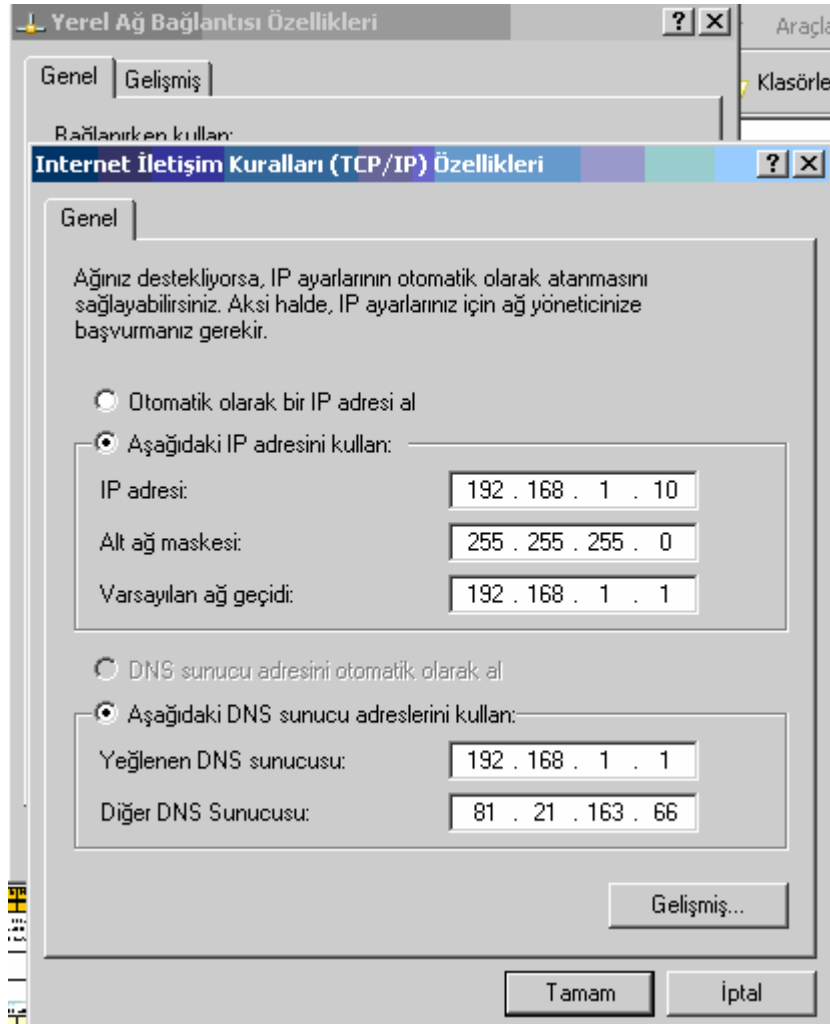 Yerel Ağ Bağlantısı Özellikleri
Genel
Gelişmiş
Bağlanırken kullan:
Klasörle
Internet İletişim Kuralları (TCP/IP) Özellikleri
Genel
Ağınız destekliyorsa, IP ayarlarının otomatik olarak atanmasını
sağlayabilirsiniz. Aksi halde, IP ayarlarınız için ağ yöneticinize
başvurmanız gerekir.
Otomatik olarak bir IP adresi al
Aşağıdaki IP adresini kullan:
IP adresi: 192 . 168 . 1 . 10
Alt ağ maskesi: 255 . 255 . 255 . 0
Varsayılan ağ geçidi: 192 . 168 . 1 . 1
DNS sunucu adresini otomatik olarak al
Aşağıdaki DNS sunucu adreslerini kullan:
Yeğlenen DNS sunucusu: 192 . 168 . 1 . 1
Diğer DNS Sunucusu: 81 . 21 . 163 . 66
Gelişmiş...
Tamam İptal